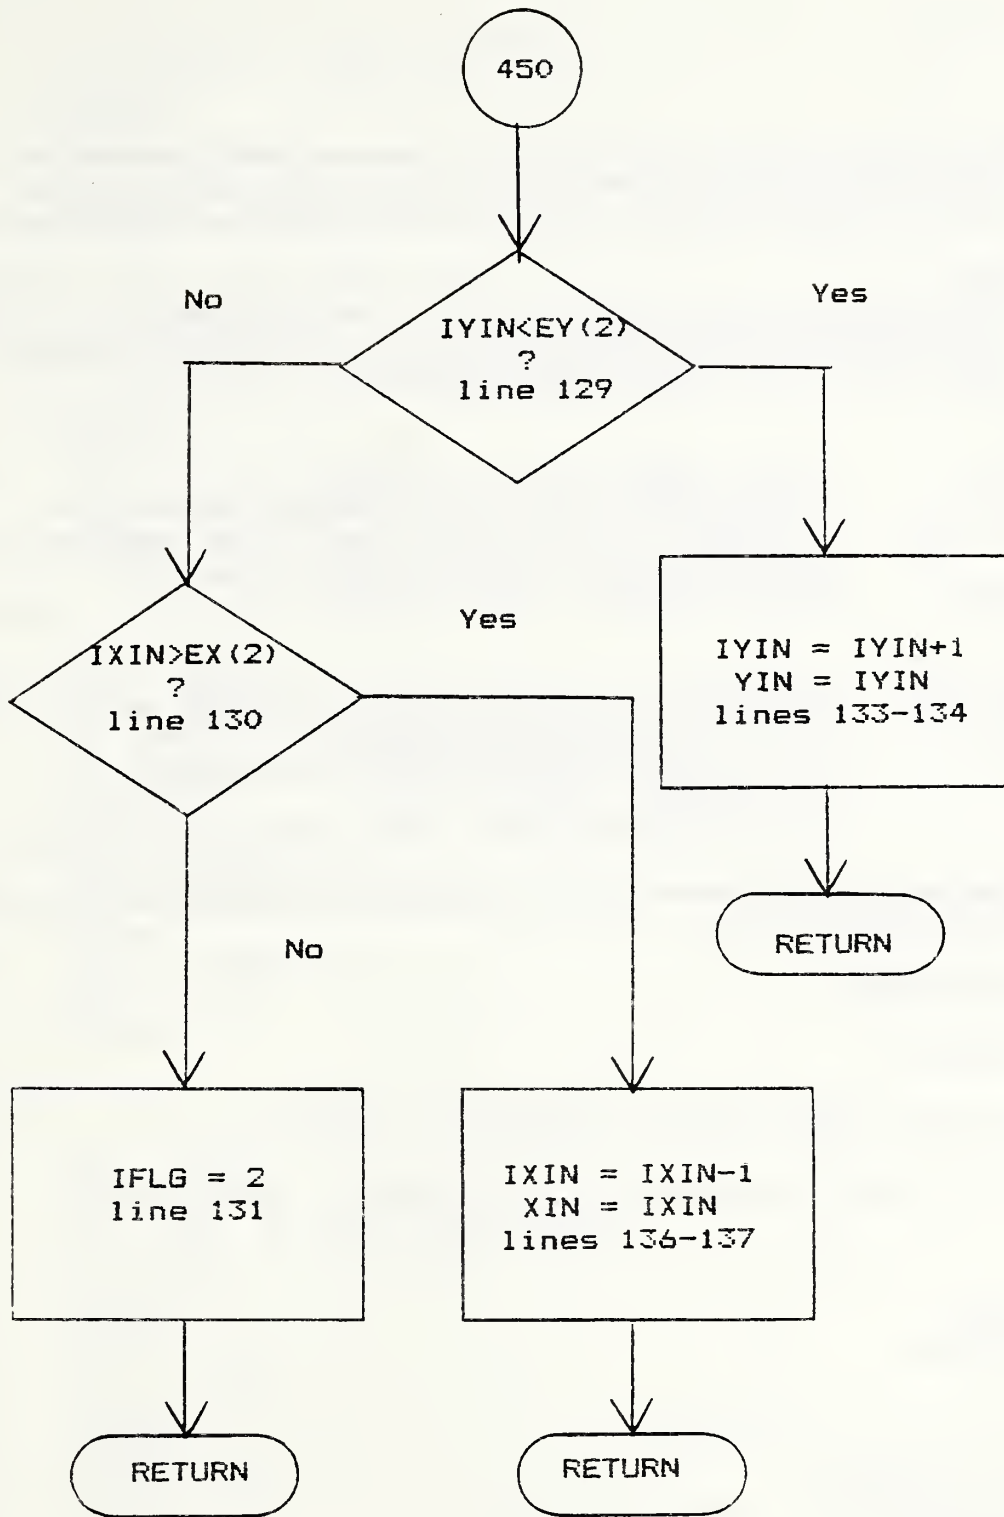 450
No
Yes
IYIN<EY(2)
?
line 129
IXIN>EX(2)
?
line 130
Yes
IYIN = IYIN+1
YIN = IYIN
lines 133-134
RETURN
No
IFLG = 2
line 131
IXIN = IXIN-1
XIN = IXIN
lines 136-137
RETURN
RETURN